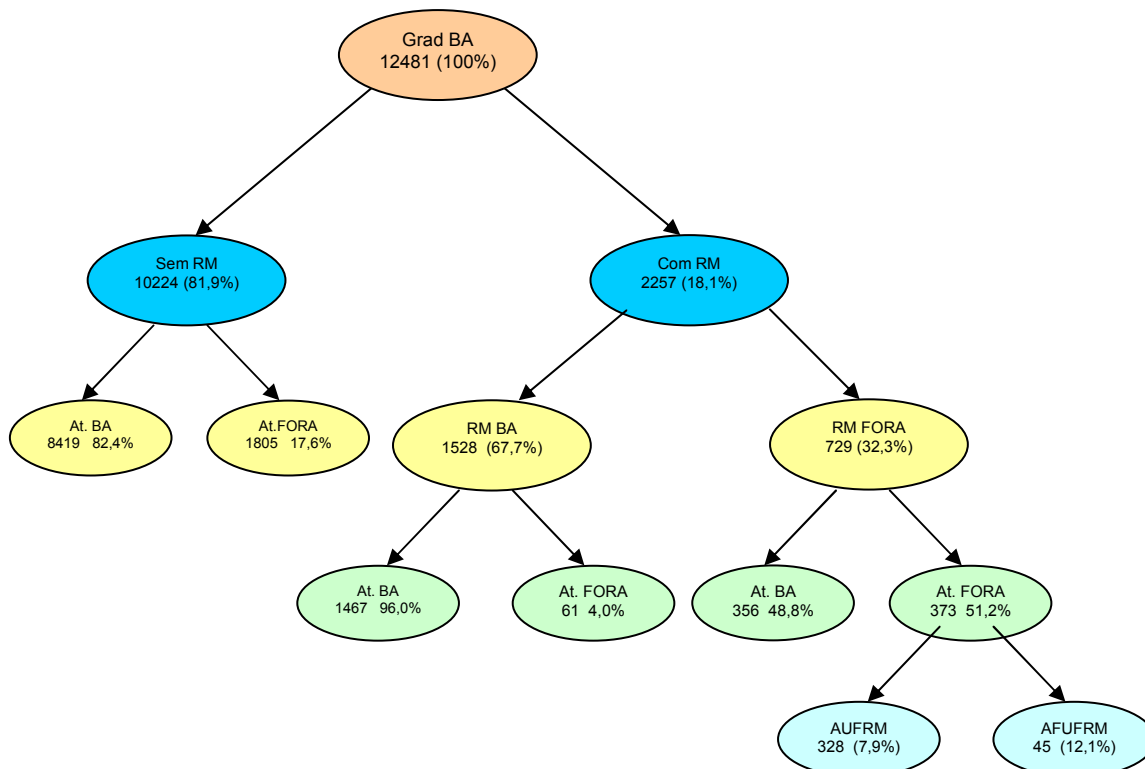 Grad BA
12481 (100%)
Sem RM
10224 (81,9%)
Com RM
2257 (18,1%)
At. BA
8419 82,4%
At.FORA
1805 17,6%
RM BA
1528 (67,7%)
RM FORA
729 (32,3%)
At. BA
1467 96,0%
At. FORA
61 4,0%
At. BA
356 48,8%
At. FORA
373 51,2%
AUFRM
328 (7,9%)
AFUFRM
45 (12,1%)